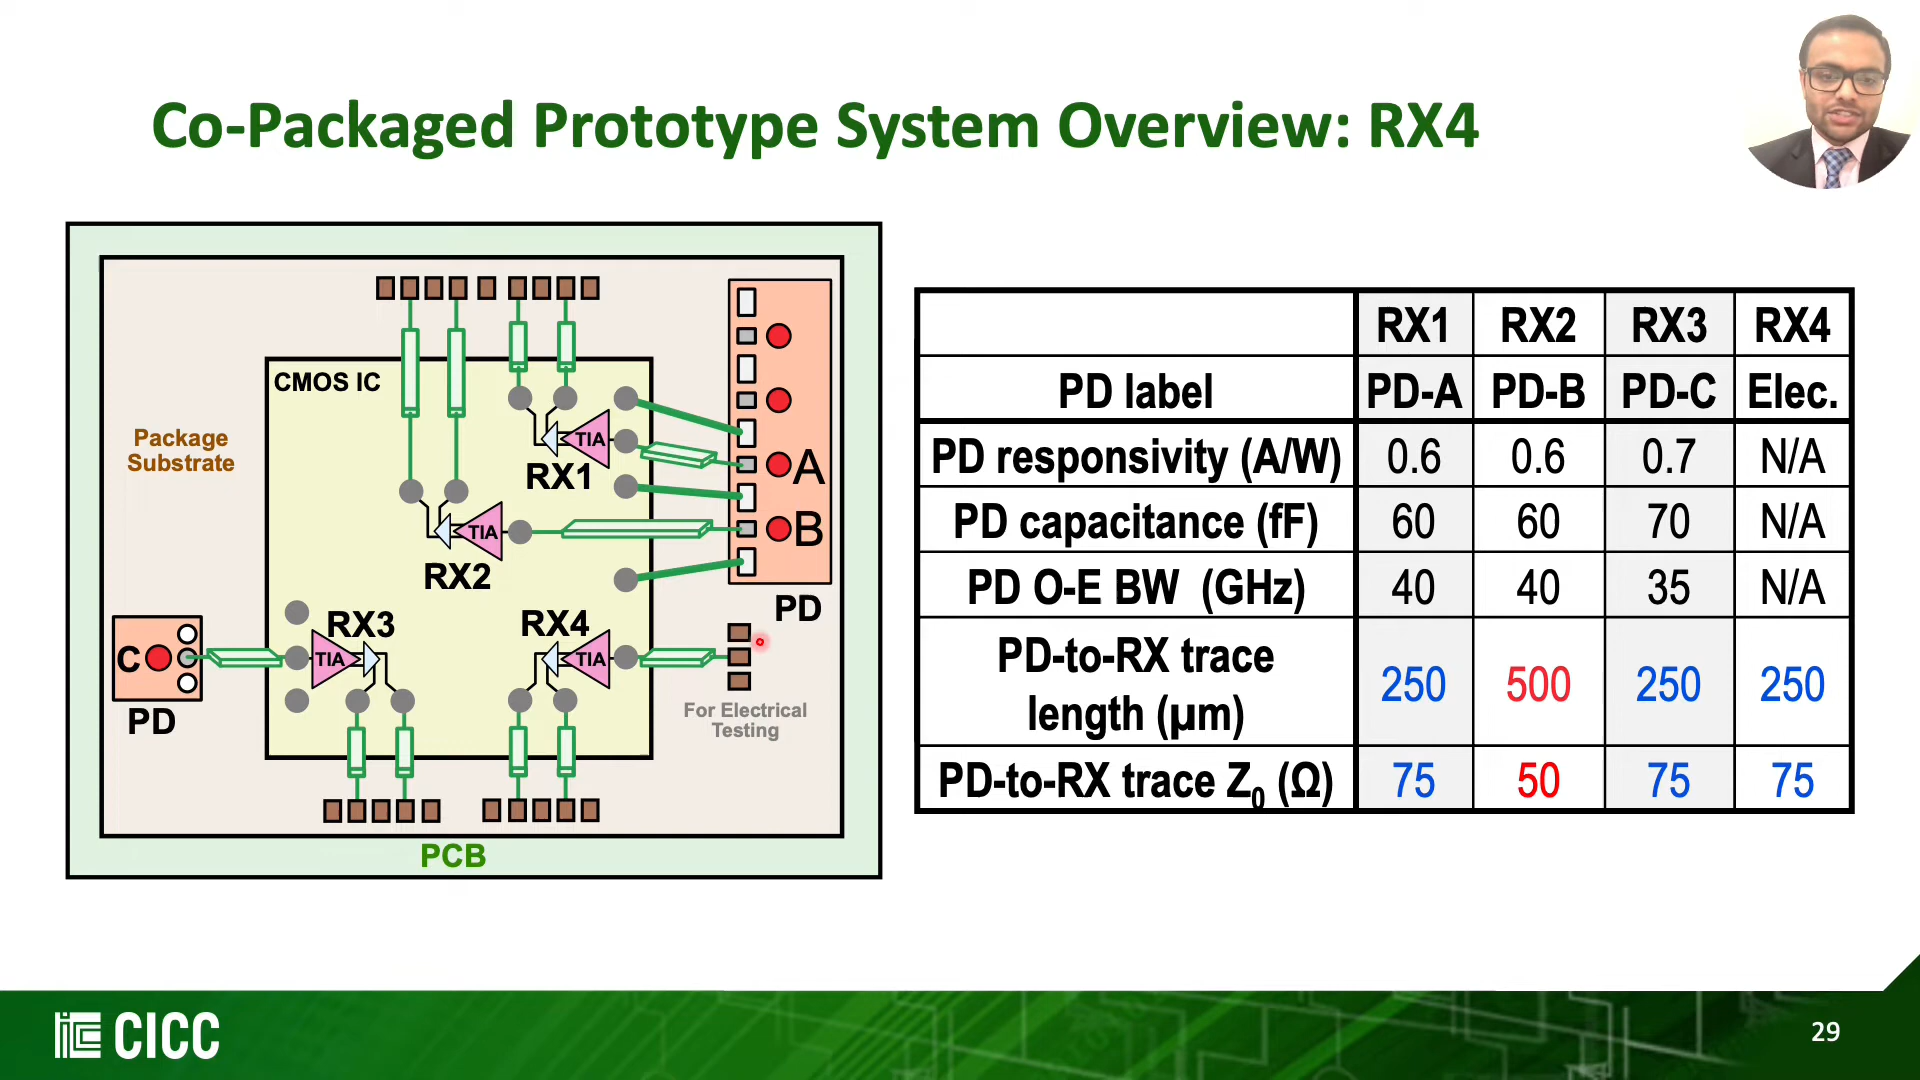 Co-Packaged Prototype System Overview: RX4
CMOS IC
Package
Substrate
TIA
RX1
A
TIA
B
RX2
PD
RX3
RX4
C
TIA
TIA
PD
For Electrical
Testing
PCB
RX1 RX2 RX3 RX4
PD label PD-A PD-B PD-C Elec.
PD responsivity (A/W) 0.6 0.6 0.7 N/A
PD capacitance (fF) 60 60 70 N/A
PD O-E BW (GHz) 40 40 35 N/A
PD-to-RX trace
length (μm) 250 500 250 250
PD-to-RX trace Z0 (Ω) 75 50 75 75
CICC
29